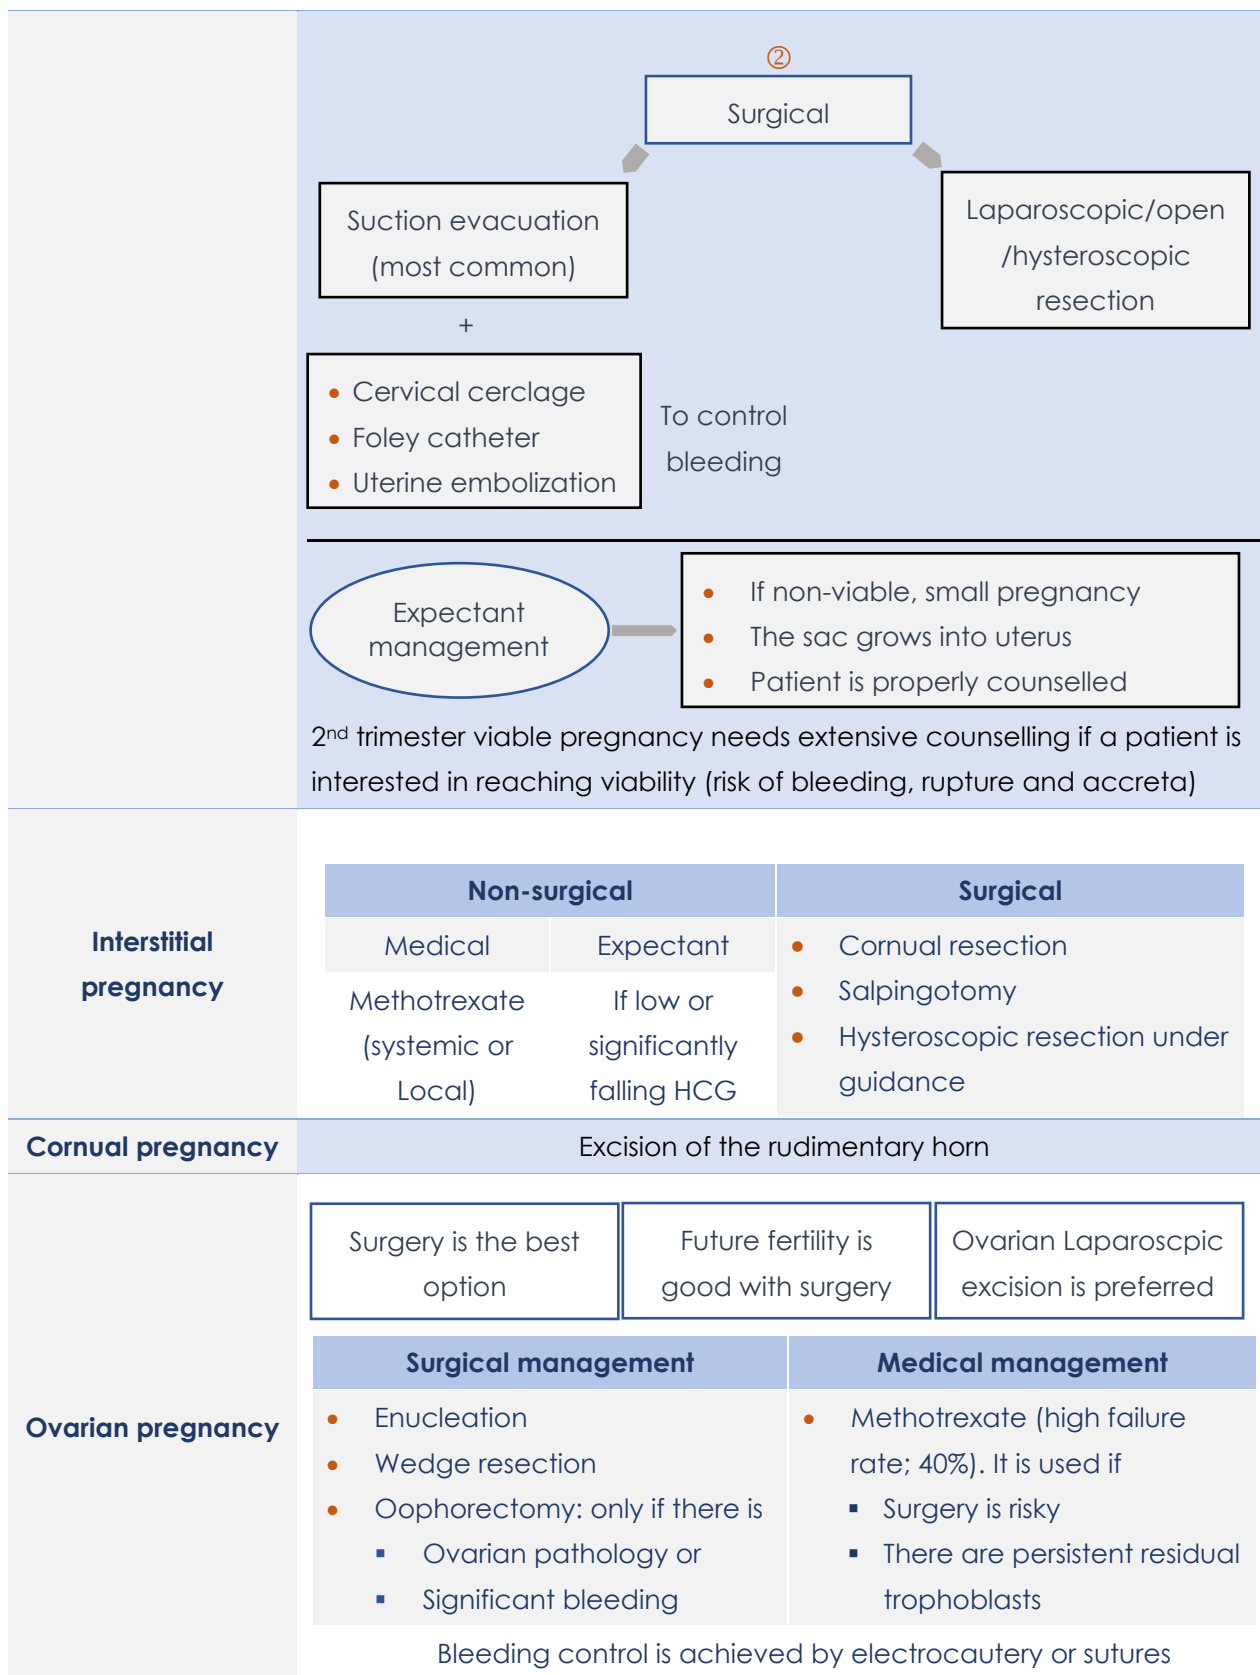 ②
Surgical
Suction evacuation
(most common)
Laparoscopic/open
/hysteroscopic
resection
+
• Cervical cerclage
• Foley catheter
• Uterine embolization
To control
bleeding
Expectant
management
• If non-viable, small pregnancy
• The sac grows into uterus
• Patient is properly counselled
2nd trimester viable pregnancy needs extensive counselling if a patient is
interested in reaching viability (risk of bleeding, rupture and accreta)
Interstitial
pregnancy
Non-surgical
Surgical
Medical
Expectant
Methotrexate
(systemic or
Local)
If low or
significantly
falling HCG
• Cornual resection
• Salpingotomy
• Hysteroscopic resection under
guidance
Cornual pregnancy
Excision of the rudimentary horn
Ovarian pregnancy
Surgery is the best
option
Future fertility is
good with surgery
Ovarian Laparoscpic
excision is preferred
Surgical management
Medical management
• Enucleation
• Wedge resection
• Oophorectomy: only if there is
▪ Ovarian pathology or
▪ Significant bleeding
• Methotrexate (high failure
rate; 40%). It is used if
▪ Surgery is risky
▪ There are persistent residual
trophoblasts
Bleeding control is achieved by electrocautery or sutures